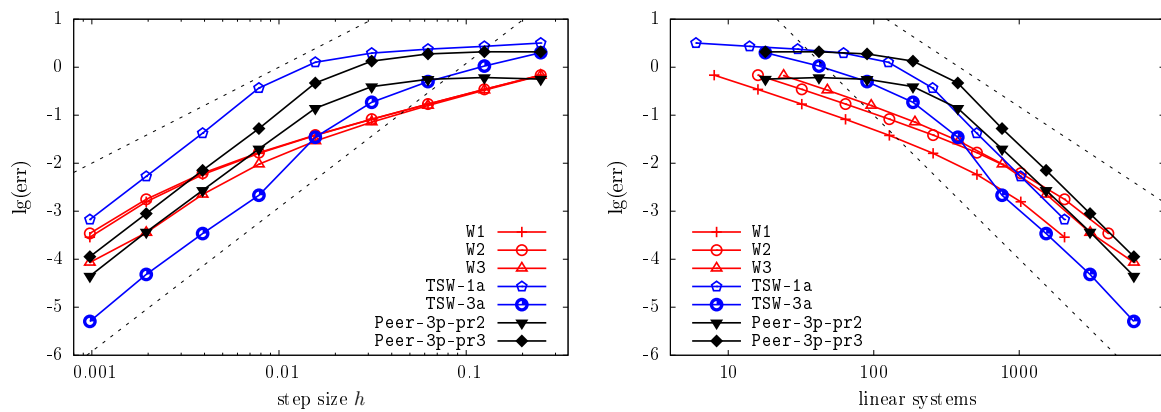 1
0
-1
-2
-3
-4
-5
-6
lg(err)
0.001
0.01
0.1
step size h
W1
W2
W3
TSW-1a
TSW-3a
Peer-3p-pr2
Peer-3p-pr3
1
0
-1
-2
-3
-4
-5
-6
lg(err)
10
100
1000
linear systems
W1
W2
W3
TSW-1a
TSW-3a
Peer-3p-pr2
Peer-3p-pr3